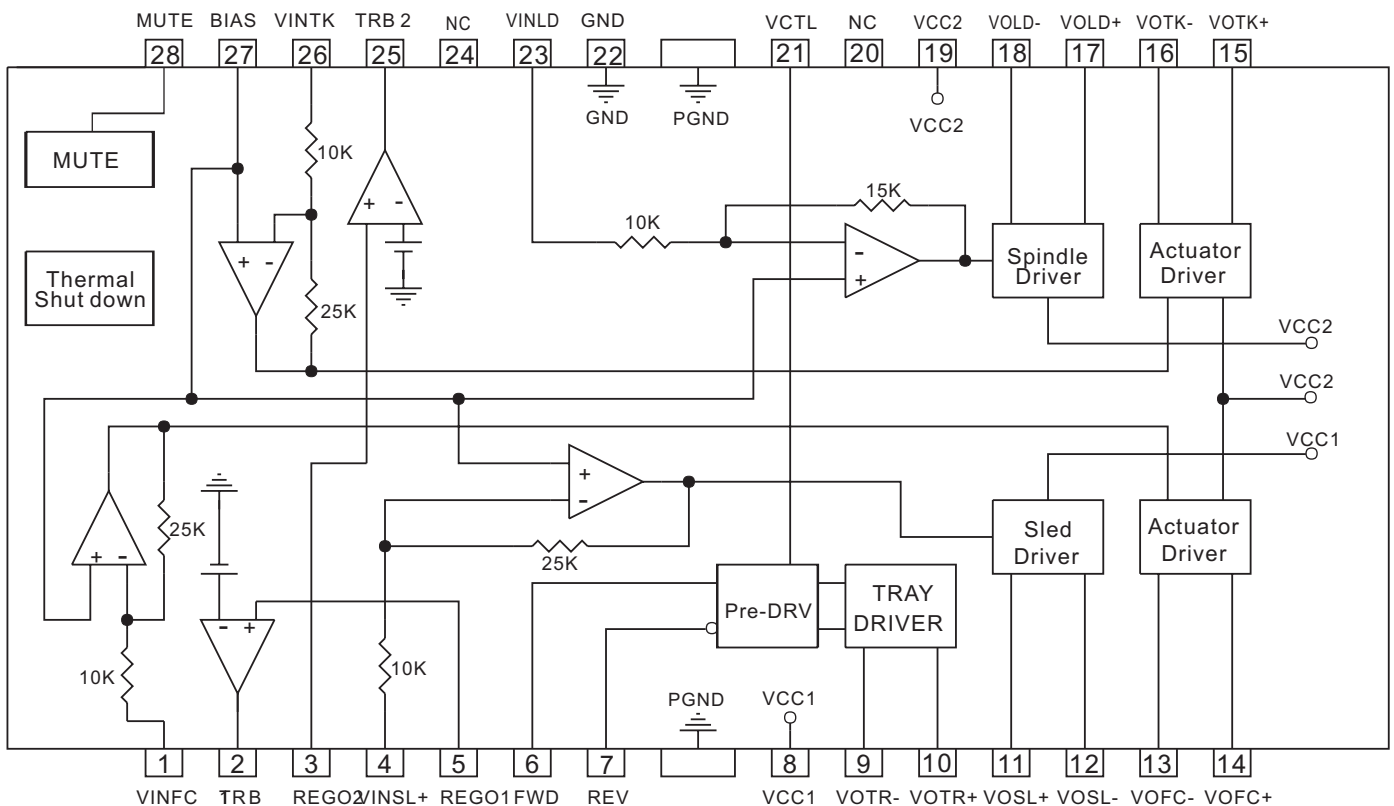 MUTE BIAS VINTK TRB 2 NC VINLD GND VCTL NC VCC2 VOLD- VOLD+ VOTK- VOTK+
28 27 26 25 24 23 22 21 20 19 18 17 16 15
GND PGND VCC2
MUTE
10K
+ -
15K
10K
Thermal
Shut down
+ -
25K
-
+
Spindle
Driver
Actuator
Driver
VCC2
VCC2
VCC1
+
-
25K
+ -
25K
Sled
Driver
Actuator
Driver
- +
10K
10K
Pre-DRV
TRAY
DRIVER
PGND
VCC1
1 2 3 4 5 6 7 8 9 10 11 12 13 14
VINFC TRB REGO2 VINSL+ REGO1 FWD REV VCC1 VOTR- VOTR+ VOSL+ VOSL- VOFC- VOFC+